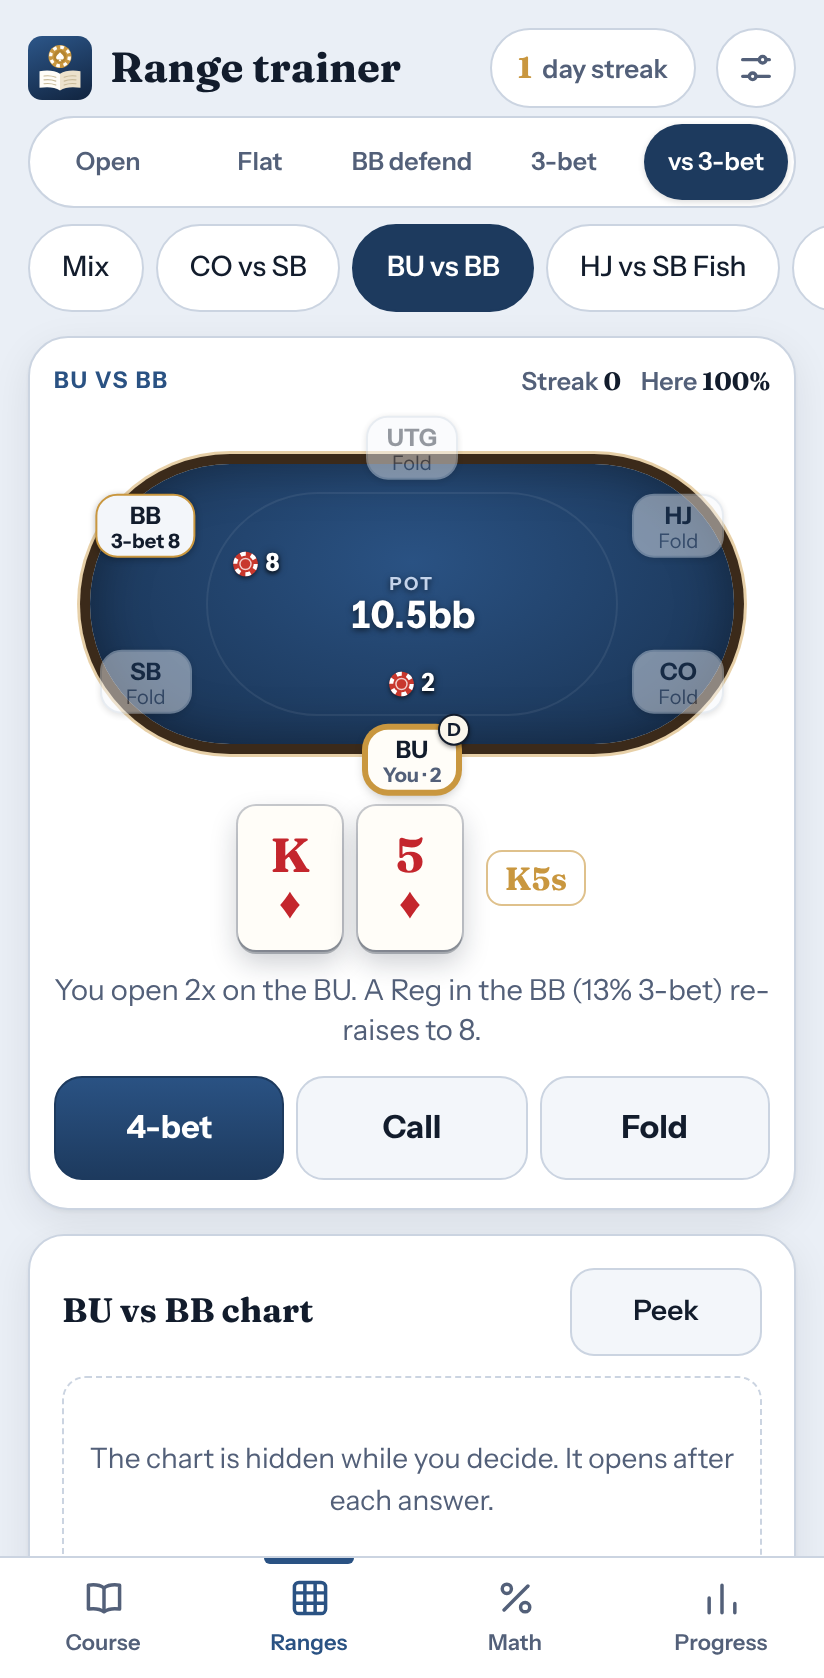 Range trainer
1 day streak
Open Flat BB defend 3-bet vs 3-bet
Mix CO vs SB BU vs BB HJ vs SB Fish
BU VS BB
Streak 0 Here 100%
UTG
Fold
BB
3-bet 8
HJ
Fold
8
POT
10.5bb
SB
Fold
2
CO
Fold
D
BU
You · 2
K
5
K5s
You open 2x on the BU. A Reg in the BB (13% 3-bet) re-
raises to 8.
4-bet Call Fold
BU vs BB chart
Peek
The chart is hidden while you decide. It opens after
each answer.
Course Ranges Math Progress